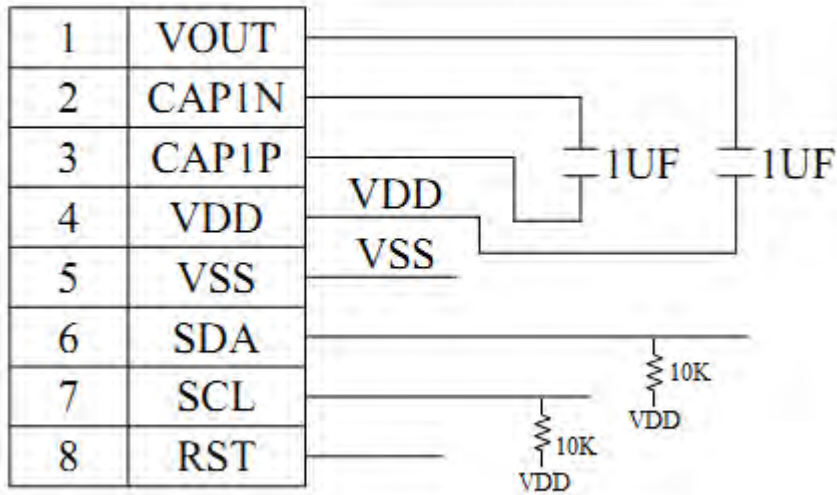 1 VOUT
2 CAP1N
3 CAP1P 1UF 1UF
4 VDD VDD
5 VSS VSS
6 SDA
10K
7 SCL VDD
10K
8 RST
VDD